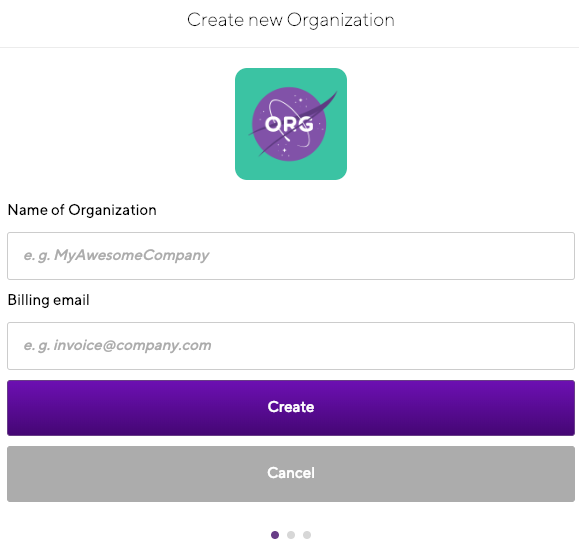 Create new Organization
ORG
Name of Organization
e. g. MyAwesomeCompany
Billing email
e. g. invoice@company.com
Create
Cancel